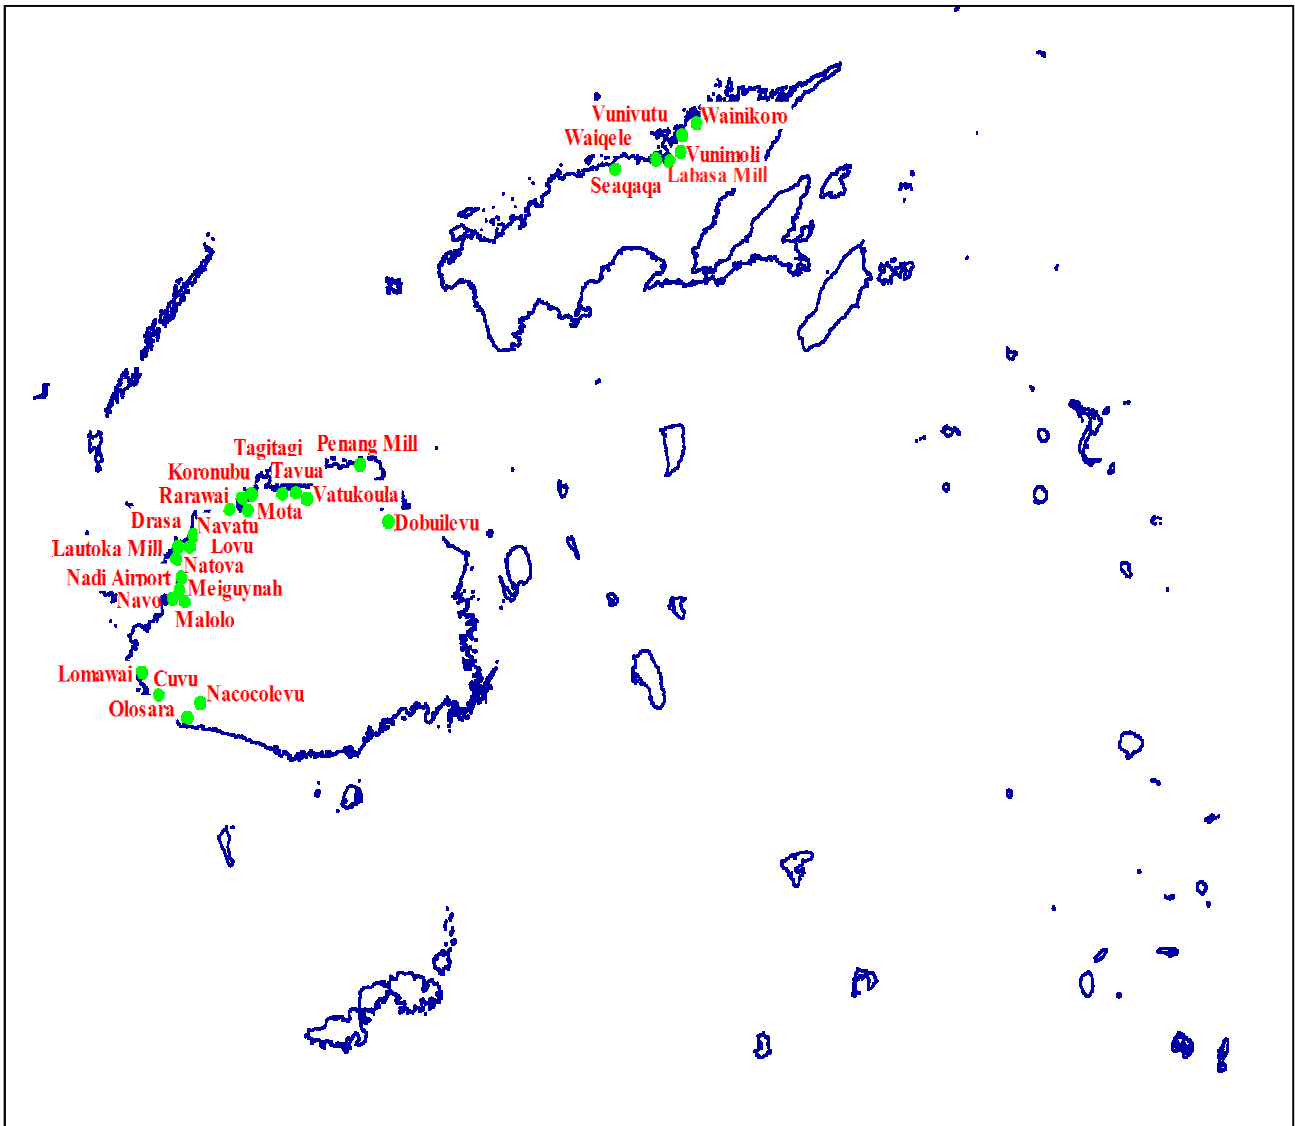 Vunivutu
Wainikoro
Waiqele
Vunimoli
Labasa Mill
Seaqaqa
Tagitagi
Penang Mill
Koronubu
Tavua
Rarawai
Vatukoula
Mota
Drasa
Navatu
Dobuilevu
Lautoka Mill
Lovu
Natova
Nadi Airport
Meiguynah
Navo
Malolo
Lomawai
Cuvu
Nacocolevu
Olosara